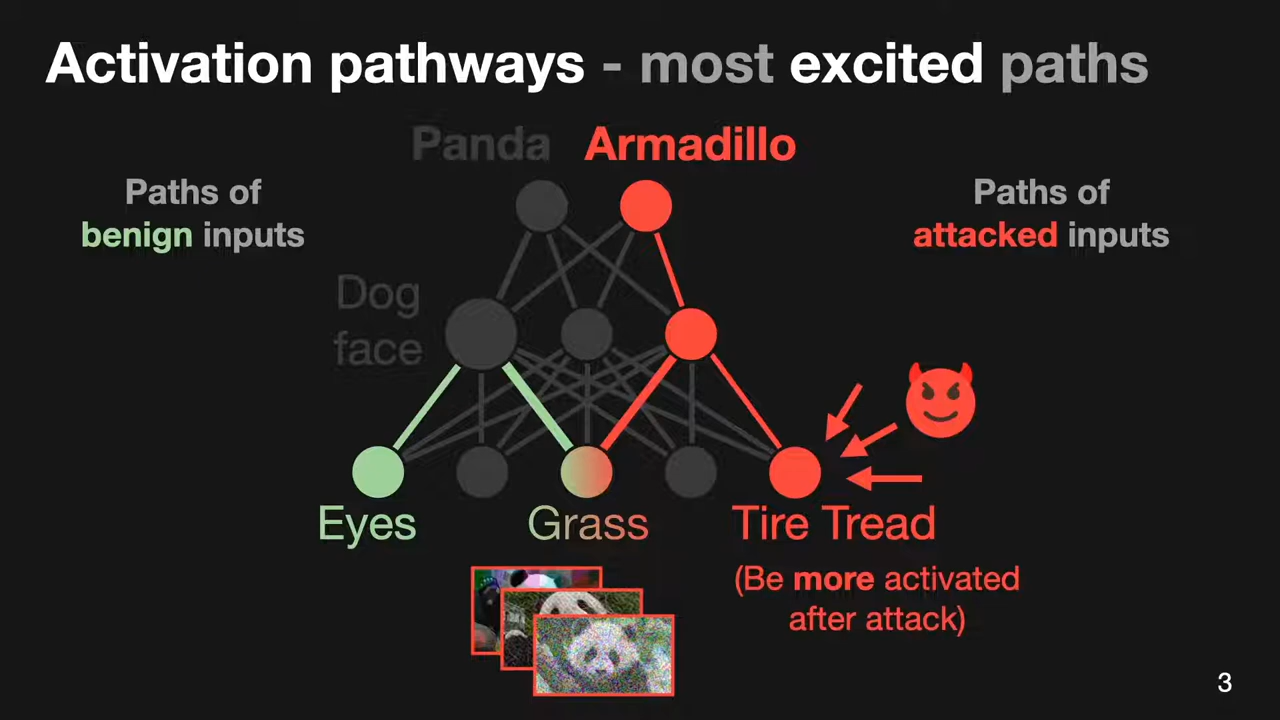 Activation pathways - most excited paths
Panda Armadillo
Paths of
benign inputs
Paths of
attacked inputs
Dog
face
Eyes
Grass
Tire Tread
(Be more activated
after attack)
3